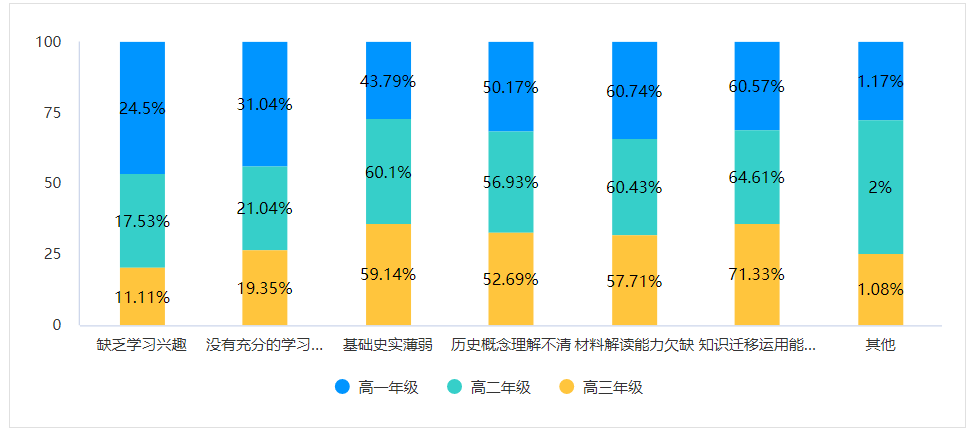 100
75
50
25
0
24.5% 31.04% 43.79% 50.17% 60.74% 60.57% 1.17%
17.53% 21.04% 60.1% 56.93% 60.43% 64.61% 2%
11.11% 19.35% 59.14% 52.69% 57.71% 71.33% 1.08%
缺乏学习兴趣 没有充分的学习... 基础史实薄弱 历史概念理解不清 材料解读能力欠缺 知识迁移运用能... 其他
高一年级 高二年级 高三年级